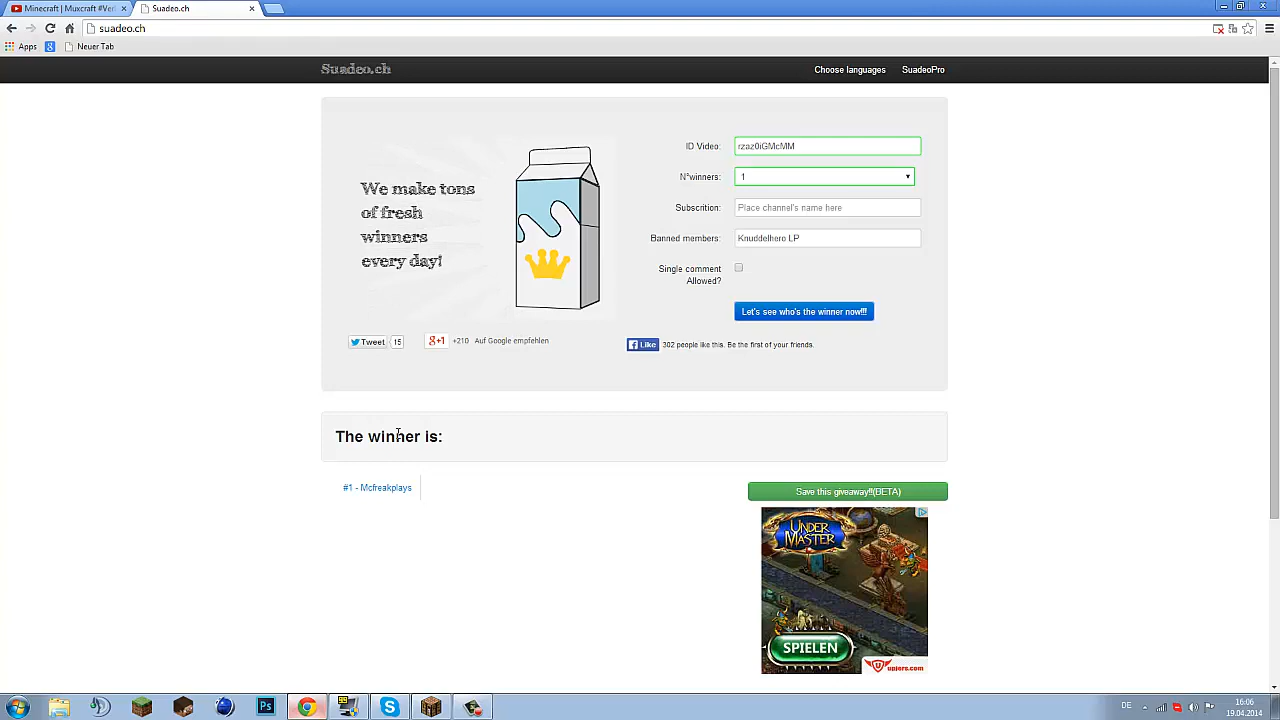 Minecraft | Muxcraft #Verl
Suadeo.ch
suadeo.ch
Apps
Neuer Tab
Suadeo.ch
Choose languages
SuadeoPro
We make tons
of fresh
winners
every day!
ID Video:
rzaz0iGMcMM
N°winners:
1
Subscrition:
Place channel's name here
Banned members:
Knuddelhero LP
Single comment
Allowed?
Let's see who's the winner now!!!
Tweet
15
g+1
+210
Auf Google empfehlen
Like
302 people like this. Be the first of your friends.
The winner is:
#1 - Mcfreakplays
Save this giveaway!!(BETA)
UNDER
MASTER
SPIELEN
upjers.com
DE
16:06
19.04.2014